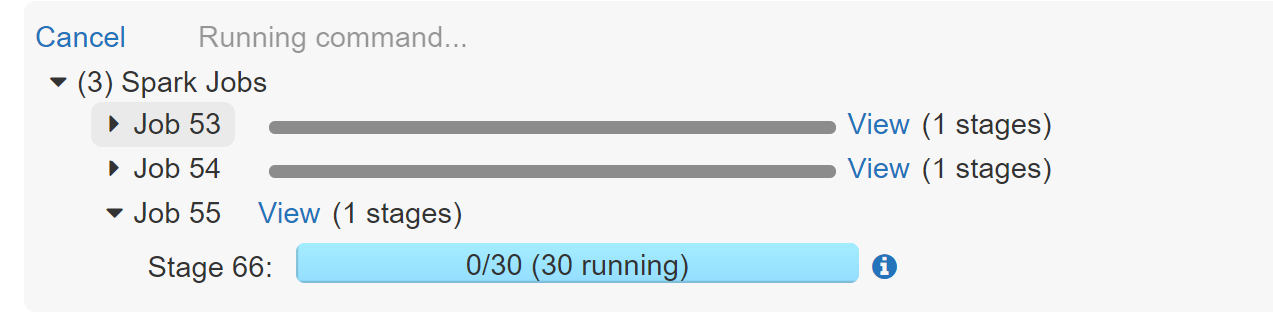 Cancel Running command...
(3) Spark Jobs
Job 53 View (1 stages)
Job 54 View (1 stages)
Job 55 View (1 stages)
Stage 66: 0/30 (30 running)